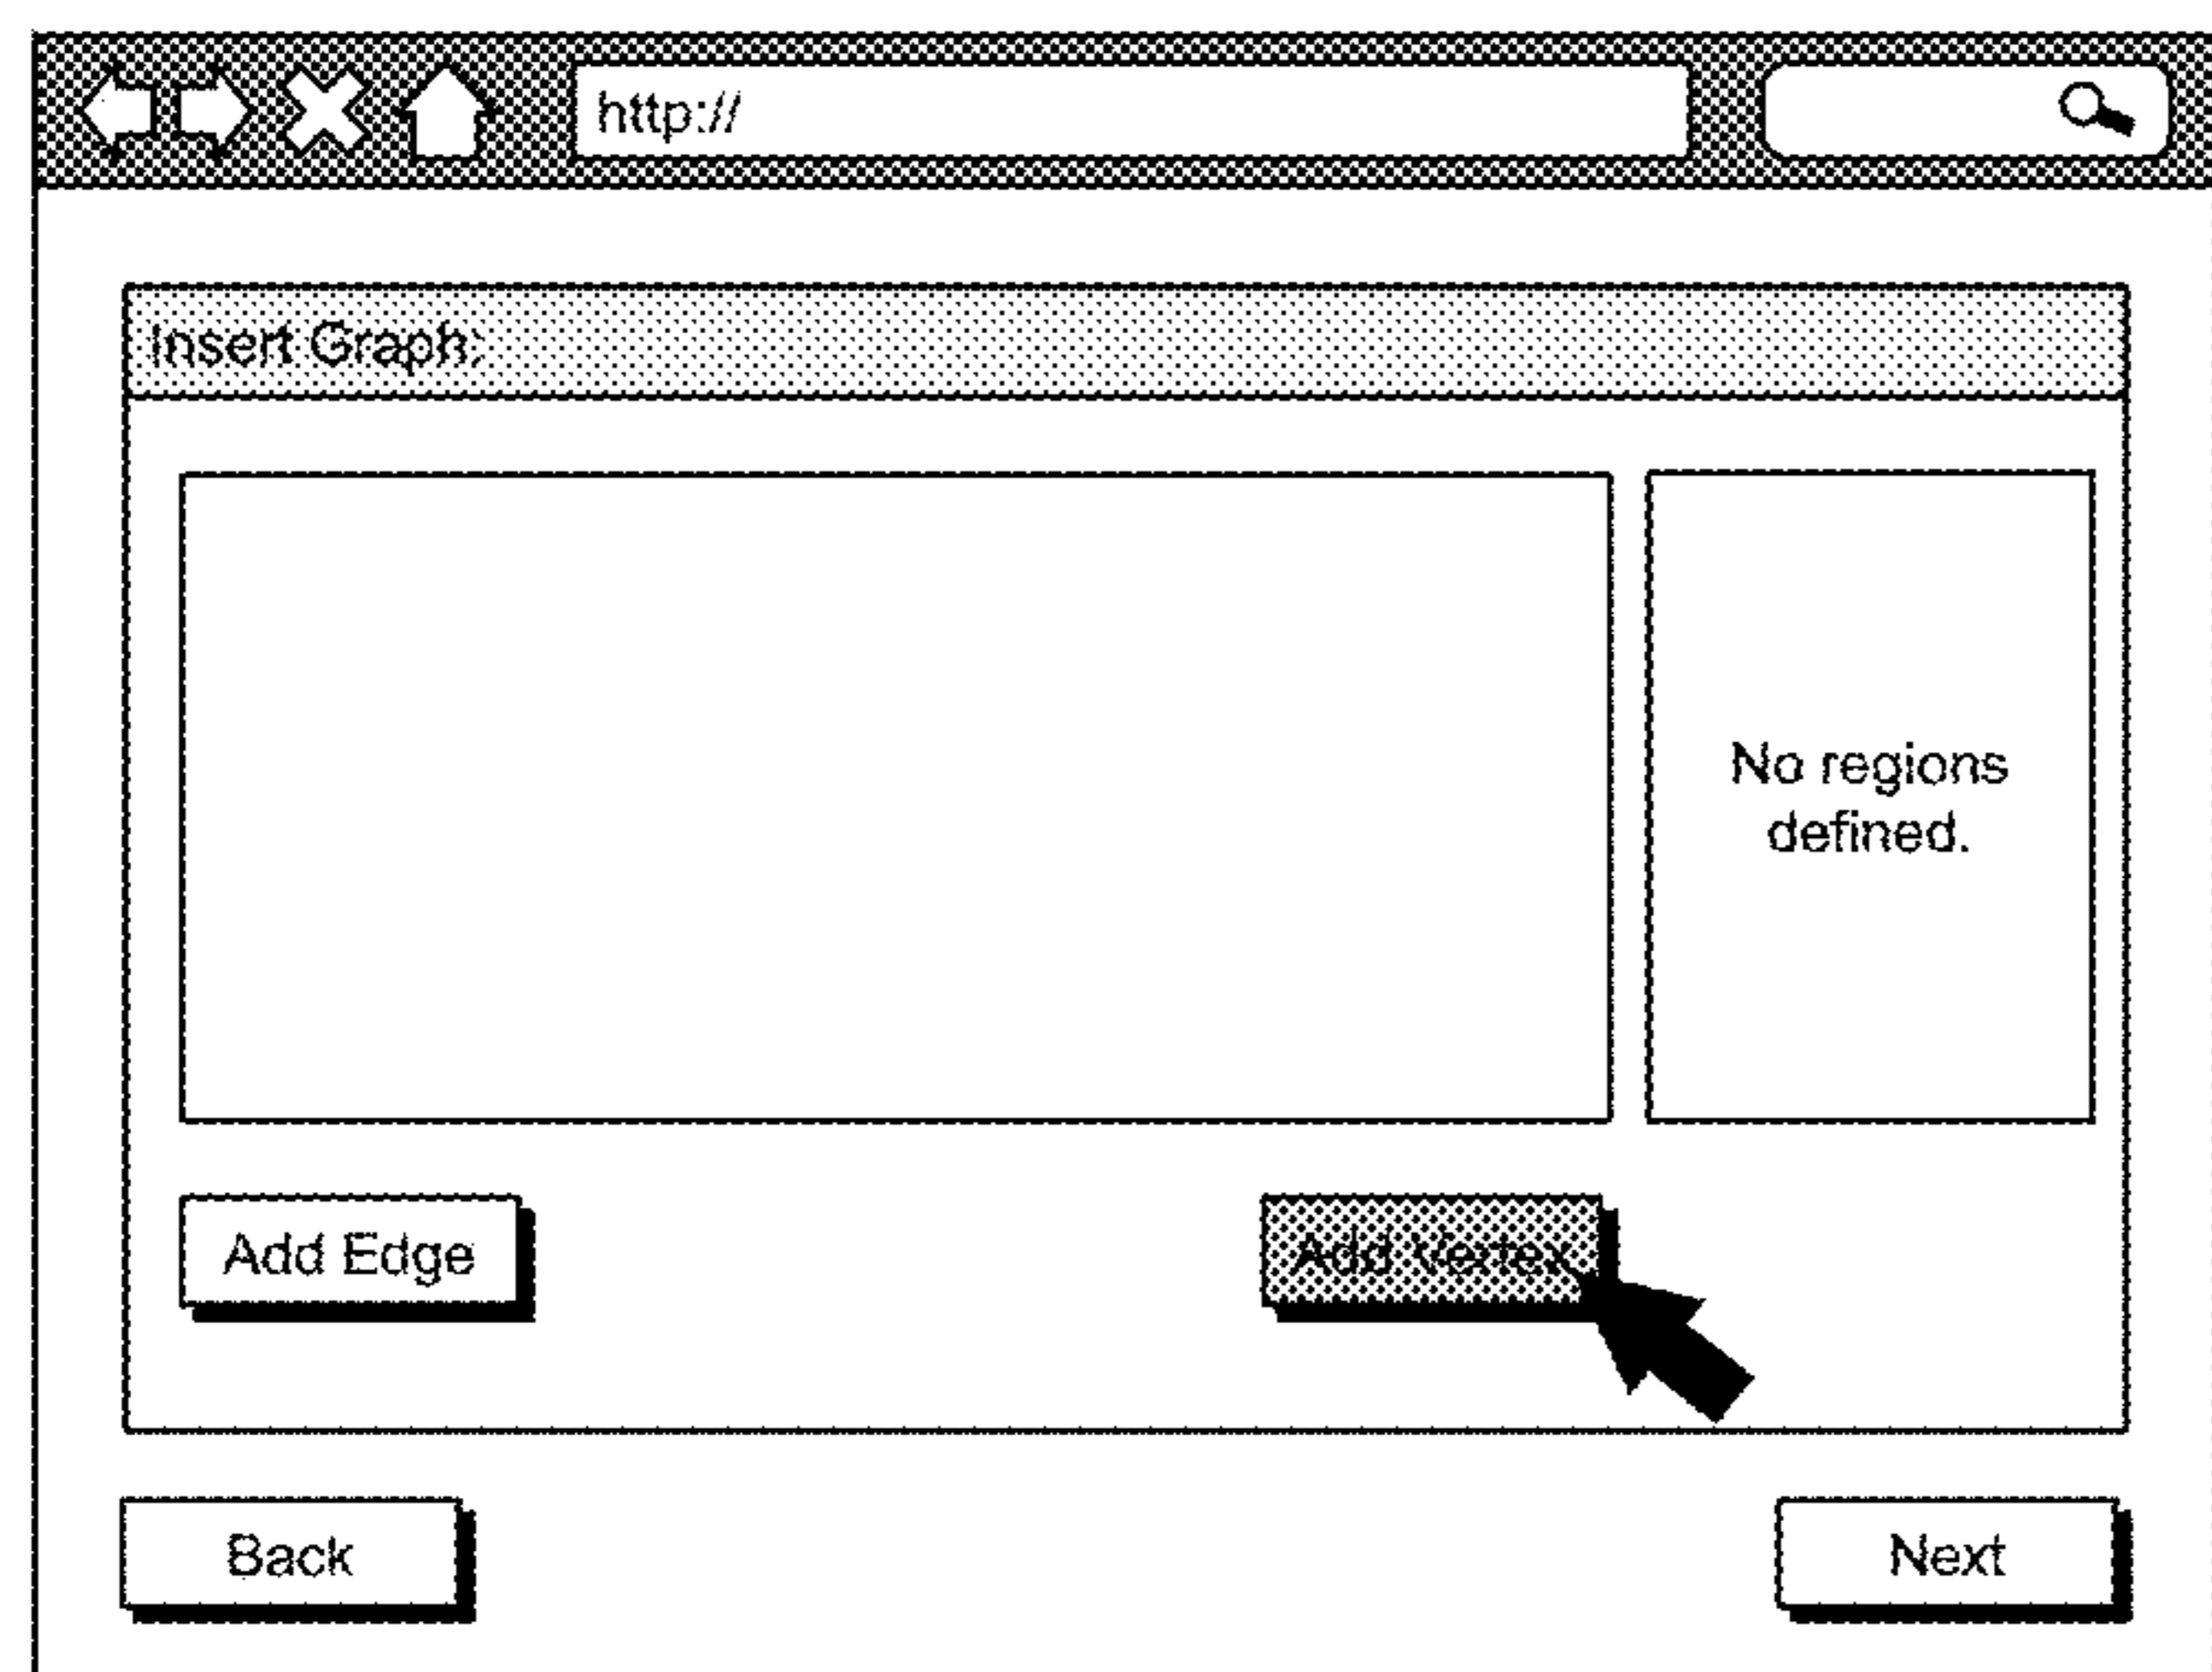 http://
Insert Graph:
No regions
defined.
Add Edge
Add Vertex
Back
Next